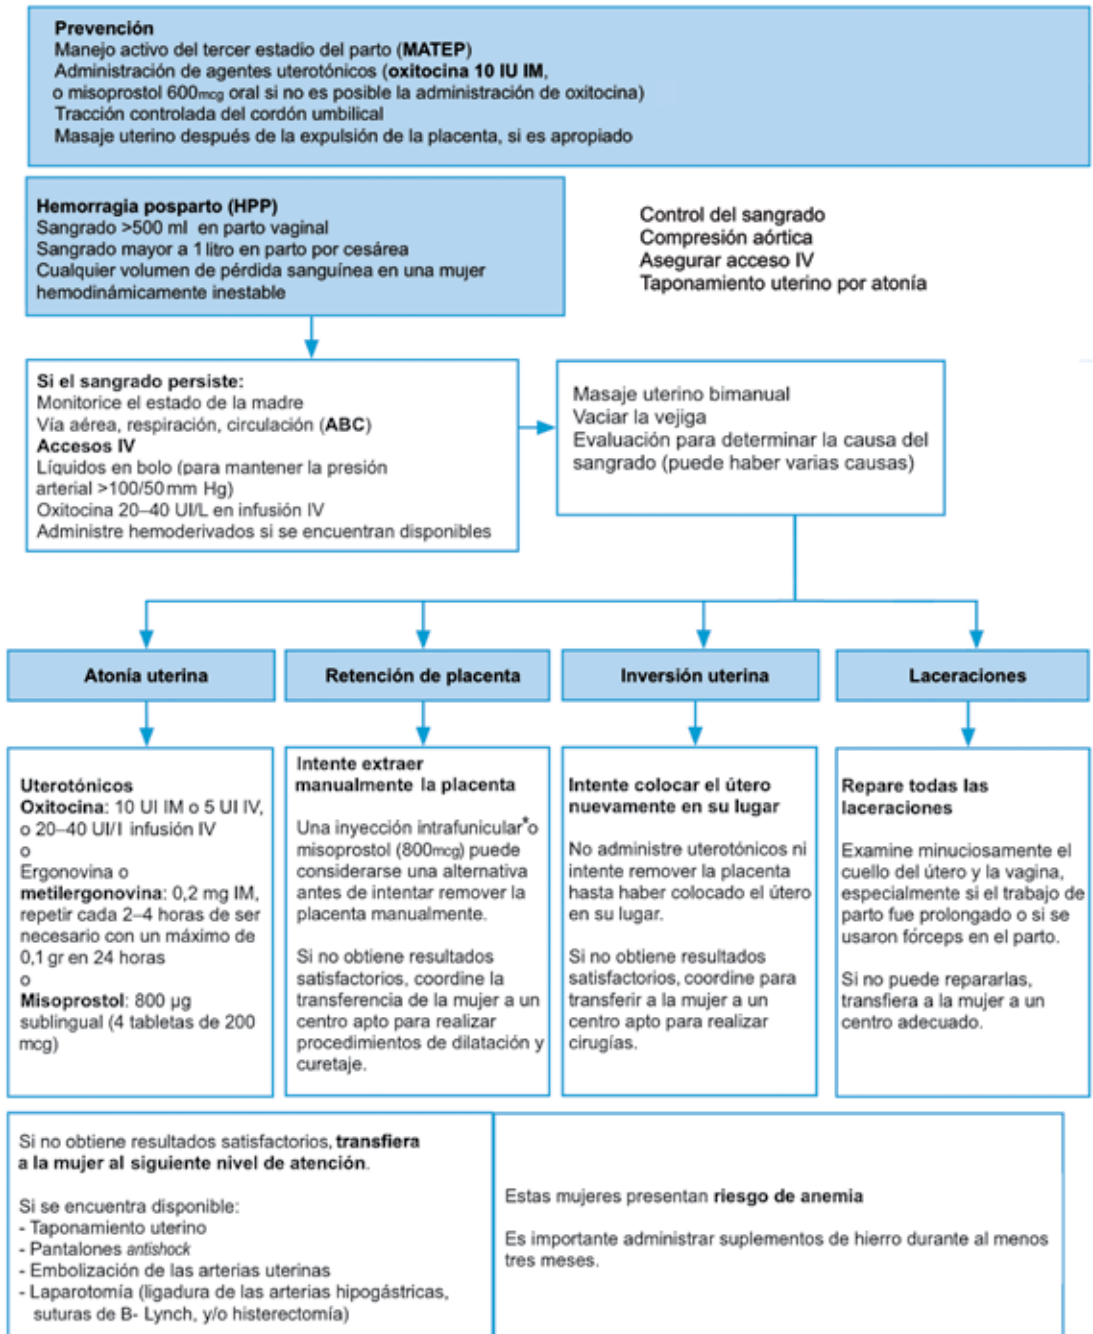 Prevención
Manejo activo del tercer estadio del parto (MATEP)
Administración de agentes uterotónicos (oxitocina 10 IU IM,
o misoprostol 600mcg oral si no es posible la administración de oxitocina)
Tracción controlada del cordón umbilical
Masaje uterino después de la expulsión de la placenta, si es apropiado
Hemorragia posparto (HPP)
Sangrado >500 ml en parto vaginal
Sangrado mayor a 1 litro en parto por cesárea
Cualquier volumen de pérdida sanguínea en una mujer
hemodinámicamente inestable
Control del sangrado
Compresión aórtica
Asegurar acceso IV
Taponamiento uterino por atonía
Si el sangrado persiste:
Monitorice el estado de la madre
Vía aérea, respiración, circulación (ABC)
Accesos IV
Líquidos en bolo (para mantener la presión
arterial >100/50 mm Hg)
Oxitocina 20–40 UI/L en infusión IV
Administre hemoderivados si se encuentran disponibles
Masaje uterino bimanual
Vaciar la vejiga
Evaluación para determinar la causa del
sangrado (puede haber varias causas)
Atonía uterina
Uterotónicos
Oxitocina: 10 UI IM o 5 UI IV,
o 20–40 UI/l infusión IV
o
Ergonovina o
metilergonovina: 0,2 mg IM,
repetir cada 2–4 horas de ser
necesario con un máximo de
0,1 gr en 24 horas
o
Misoprostol: 800 µg
sublingual (4 tabletas de 200
mcg)
Retención de placenta
Intente extraer
manualmente la placenta
Una inyección intrafunicular*o
misoprostol (800mcg) puede
considerarse una alternativa
antes de intentar remover la
placenta manualmente.
Si no obtiene resultados
satisfactorios, coordine la
transferencia de la mujer a un
centro apto para realizar
procedimientos de dilatación y
curetaje.
Inversión uterina
Intente colocar el útero
nuevamente en su lugar
No administre uterotónicos ni
intente remover la placenta
hasta haber colocado el útero
en su lugar.
Si no obtiene resultados
satisfactorios, coordine para
transferir a la mujer a un
centro apto para realizar
cirugías.
Laceraciones
Repare todas las
laceraciones
Examine minuciosamente el
cuello del útero y la vagina,
especialmente si el trabajo de
parto fue prolongado o si se
usaron fórceps en el parto.
Si no puede repararlas,
transfiera a la mujer a un
centro adecuado.
Si no obtiene resultados satisfactorios, transfiera
a la mujer al siguiente nivel de atención.
Si se encuentra disponible:
- Taponamiento uterino
- Pantalones antishock
- Embolización de las arterias uterinas
- Laparotomía (ligadura de las arterias hipogástricas,
suturas de B- Lynch, y/o histerectomía)
Estas mujeres presentan riesgo de anemia
Es importante administrar suplementos de hierro durante al menos
tres meses.